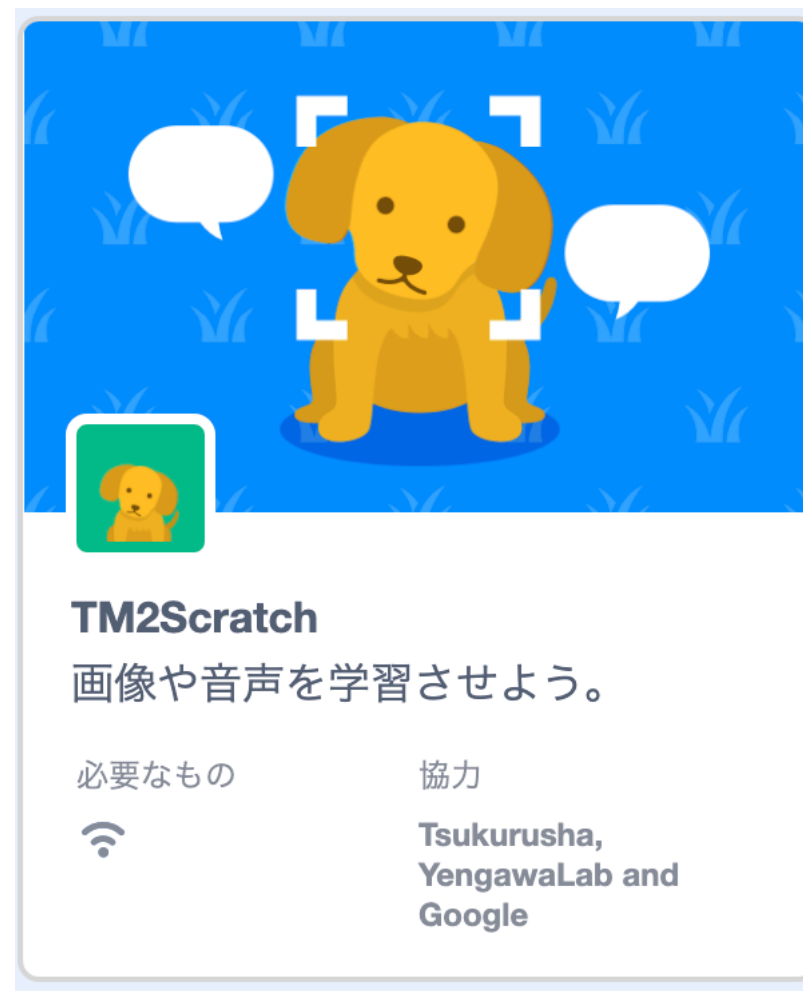 TM2Scratch
画像や音声を学習させよう。
必要なもの
協力
Tsukurusha,
YengawaLab and
Google